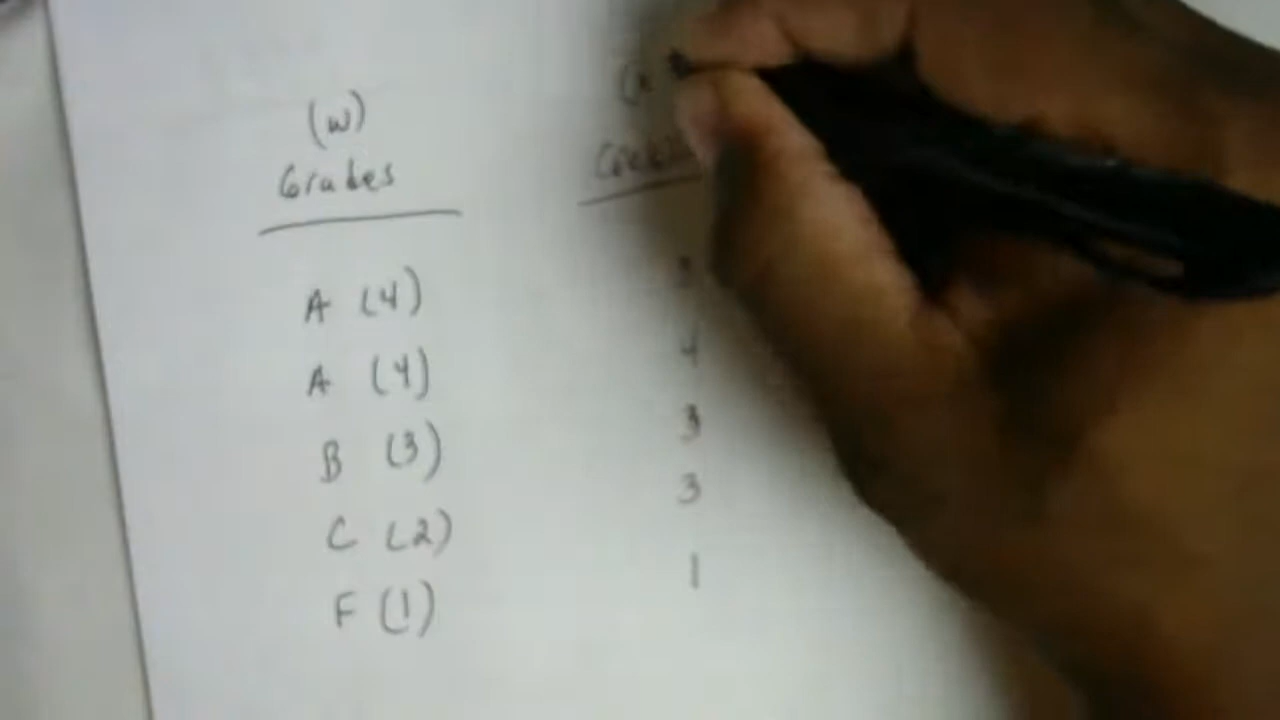 (w)
Grades
A (4)
A (4) 4
B (3) 3
C (2) 3
F (1) 1